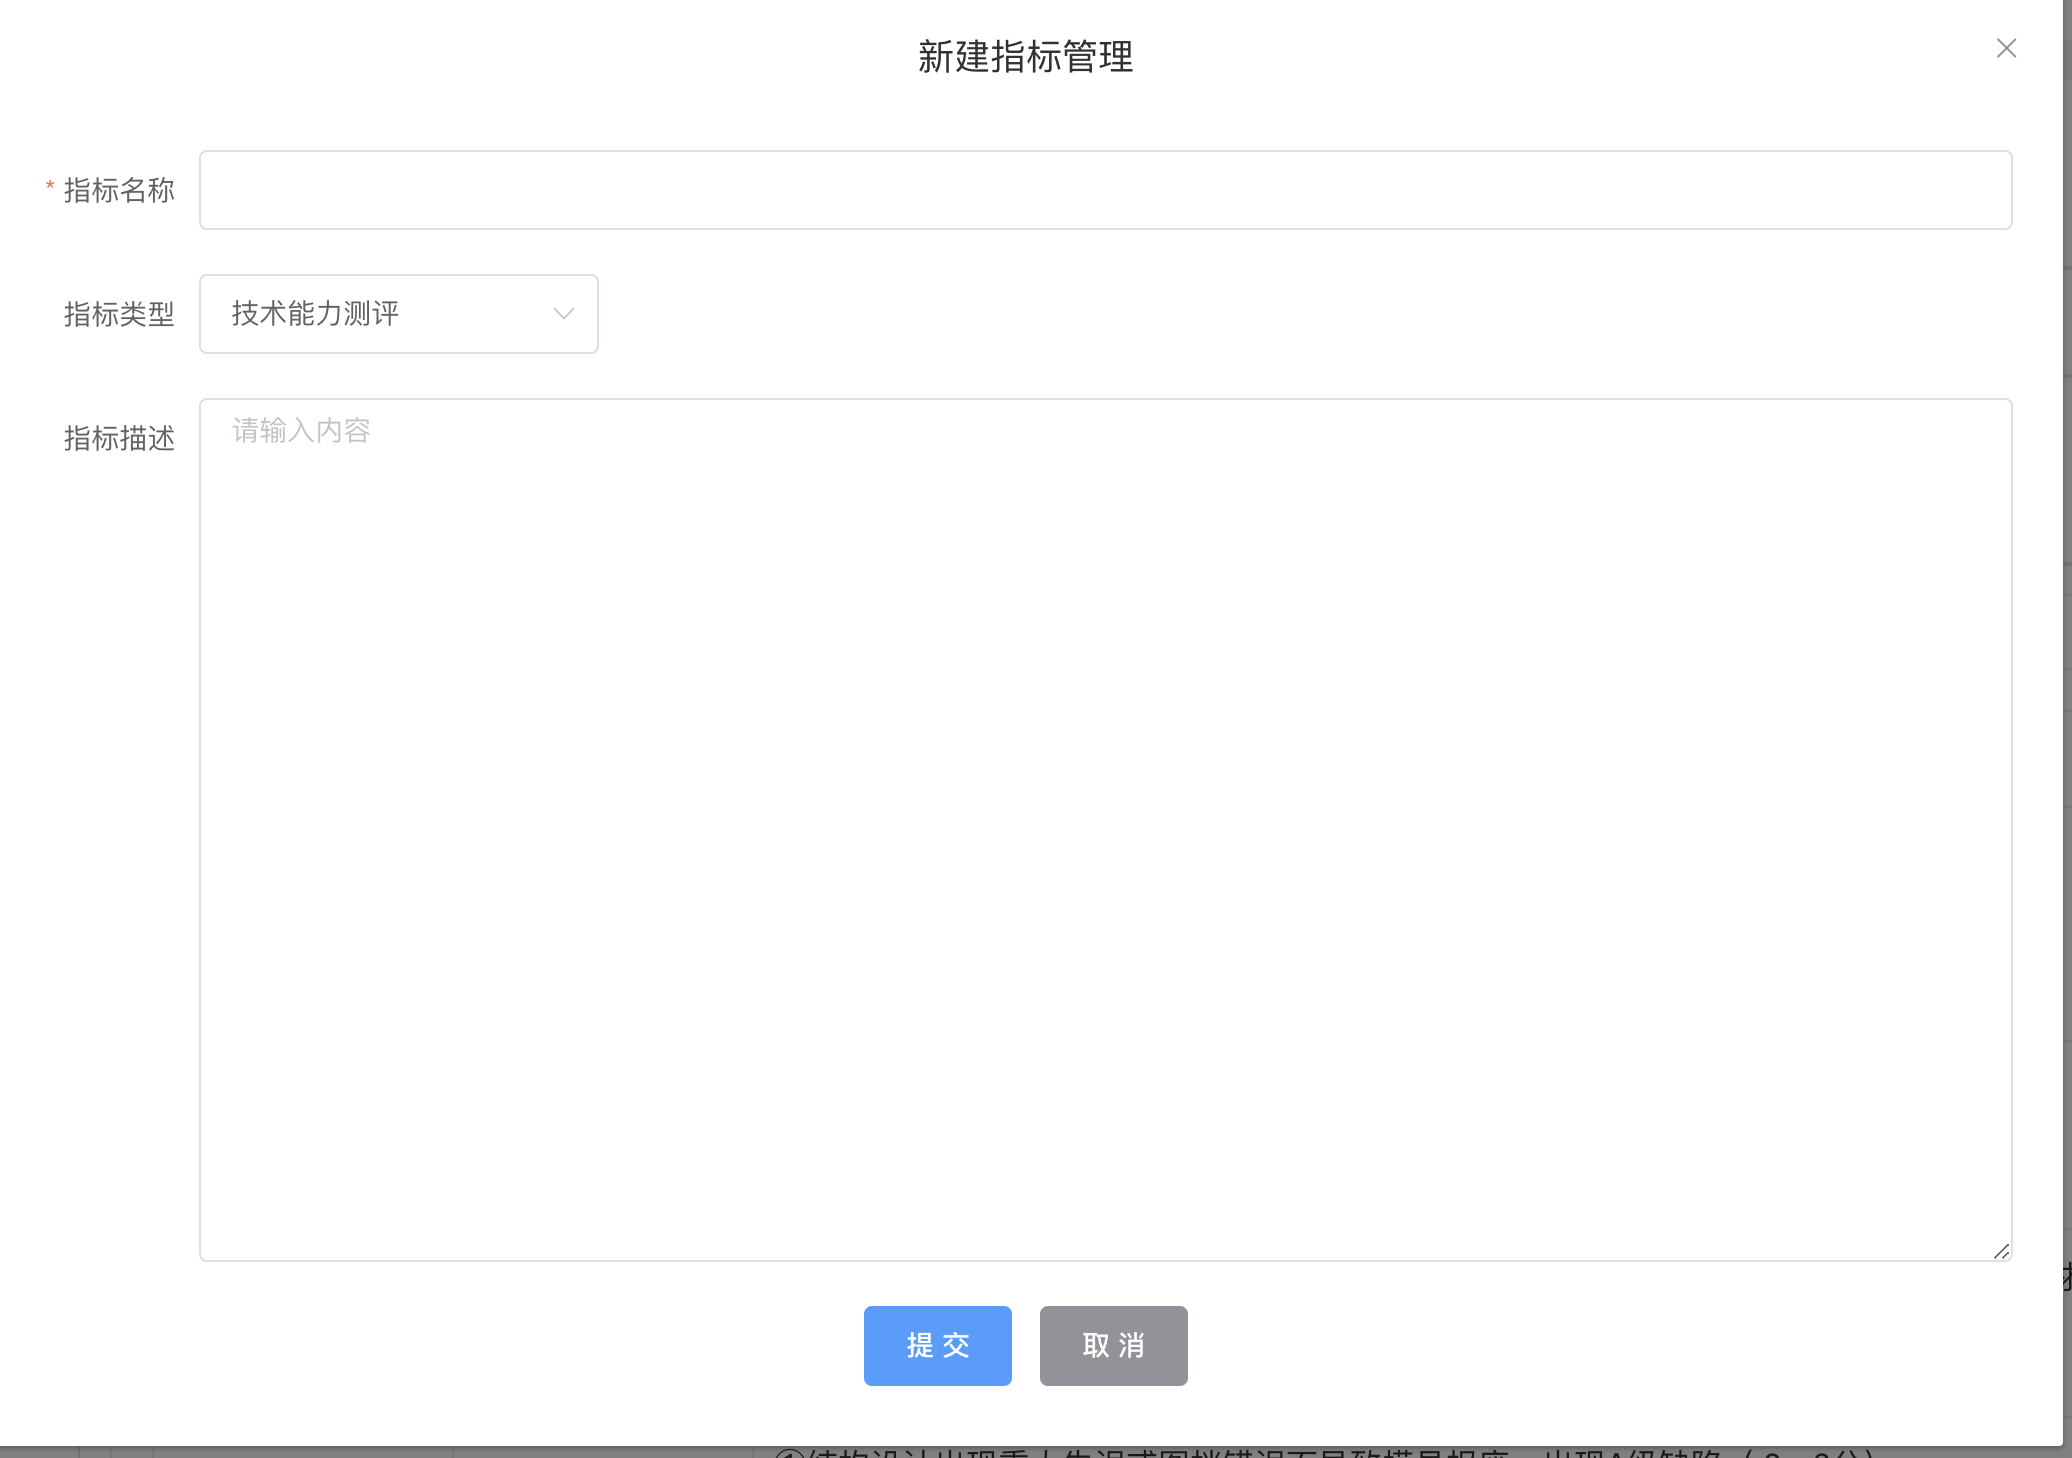 新建指标管理
* 指标名称
指标类型
技术能力测评
指标描述
请输入内容
提 交
取 消